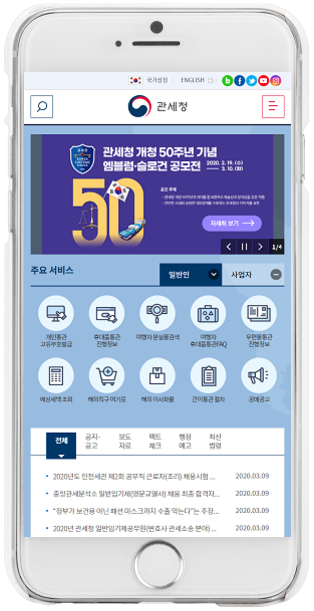 국가상징 ENGLISH
관세청
관세청 개청 50주년 기념
엠블럼·슬로건 공모전 2020. 2. 19.(수) ~ 3. 10.(화)
50
공모 주제
자세히 보기
1/4
주요 서비스
일반인
사업자
개인통관 고유부호발급
휴대품통관 진행정보
여행자 분실물검색
여행자 휴대품통관FAQ
우편물통관 진행정보
예상세액 조회
해외직구 여기로
해외 이사화물
간이통관 절차
공매공고
전체
공지·공고
보도자료
팩트체크
행정예고
최신법령
2020년도 인천세관 제2회 공무직 근로자(조리) 채용시험 ... 2020.03.09
중앙관세분석소 일반임기제(영문교열사) 채용 최종 합격자... 2020.03.09
"정부가 보건용 아닌 패션 마스크까지 수출 막는다"는 주장... 2020.03.09
2020년 관세청 일반임기제공무원(변호사 관세소송 분야) ... 2020.03.09